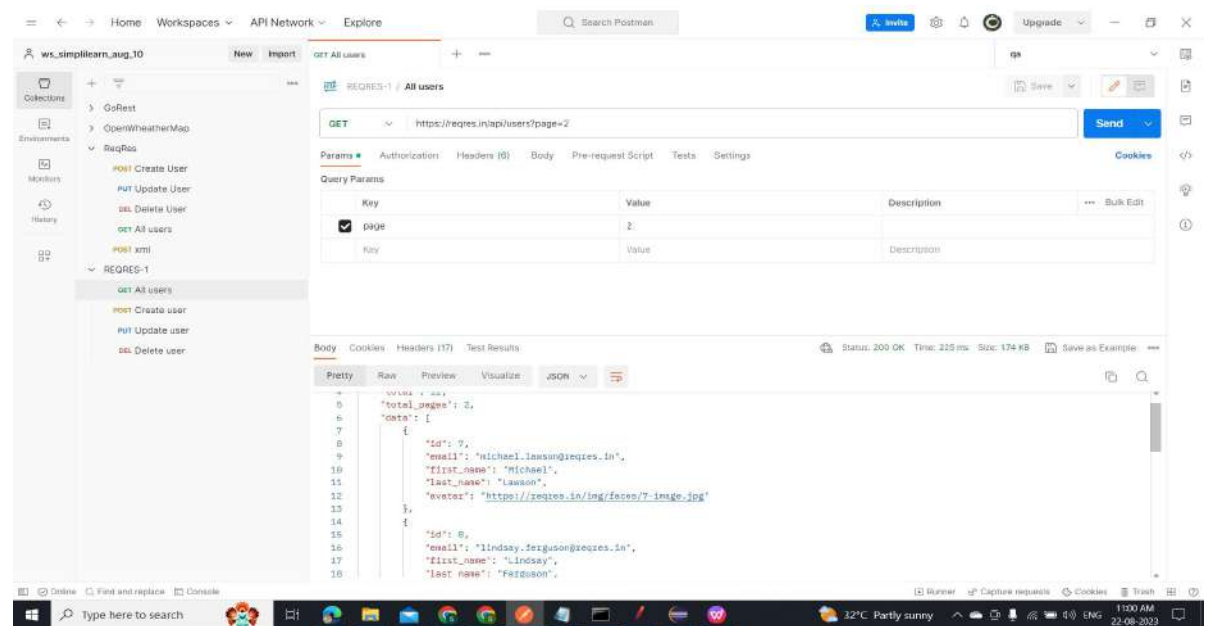 Home Workspaces API Network Explore Search Postman Invite Upgrade
ws_simplilearn_aug_10 New Import GET All users qa
REQRES-1 / All users Save
Collections
Environments
Monitors
History
GoRest
OpenWheatherMap
ReqRes
POST Create User
PUT Update User
DEL Delete User
GET All users
POST xml
REQRES-1
GET All users
POST Create user
PUT Update user
DEL Delete user
GET https://reqres.in/api/users?page=2 Send
Params Authorization Headers (6) Body Pre-request Script Tests Settings Cookies
Query Params
Key Value Description Bulk Edit
page 2
Key Value Description
Body Cookies Headers (17) Test Results Status: 200 OK Time: 225 ms Size: 1.74 KB Save as Example
Pretty Raw Preview Visualize JSON
5 "total_pages": 2,
6 "data": [
7 {
8 "id": 7,
9 "email": "michael.lawson@reqres.in",
10 "first_name": "Michael",
11 "last_name": "Lawson",
12 "avatar": "https://reqres.in/img/faces/7-image.jpg"
13 },
14 {
15 "id": 8,
16 "email": "lindsay.ferguson@reqres.in",
17 "first_name": "Lindsay",
18 "last_name": "Ferguson",
Online Find and replace Console Runner Capture requests Cookies Trash
Type here to search 32°C Partly sunny ENG 11:00 AM
22-08-2023